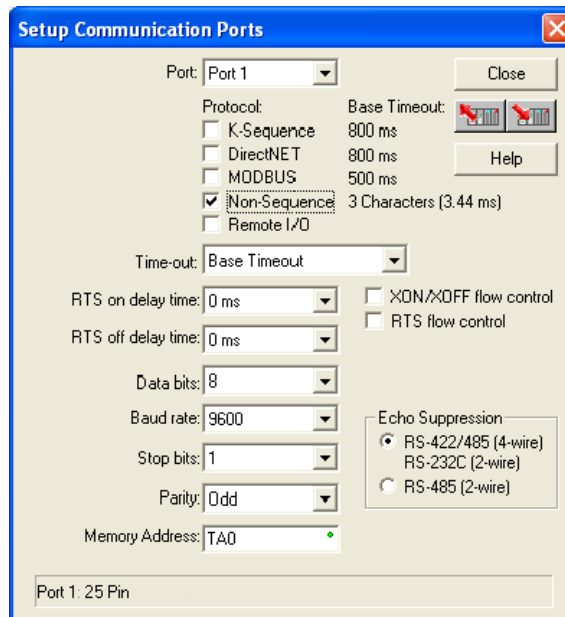 Setup Communication Ports
Port: Port 1 Close
Protocol: Base Timeout:
K-Sequence 800 ms
DirectNET 800 ms Help
MODBUS 500 ms
Non-Sequence 3 Characters (3.44 ms)
Remote I/O
Time-out: Base Timeout
RTS on delay time: 0 ms XON/XOFF flow control
RTS off delay time: 0 ms RTS flow control
Data bits: 8
Baud rate: 9600 Echo Suppression
RS-422/485 (4-wire)
Stop bits: 1 RS-232C (2-wire)
RS-485 (2-wire)
Parity: Odd
Memory Address: TA0
Port 1: 25 Pin